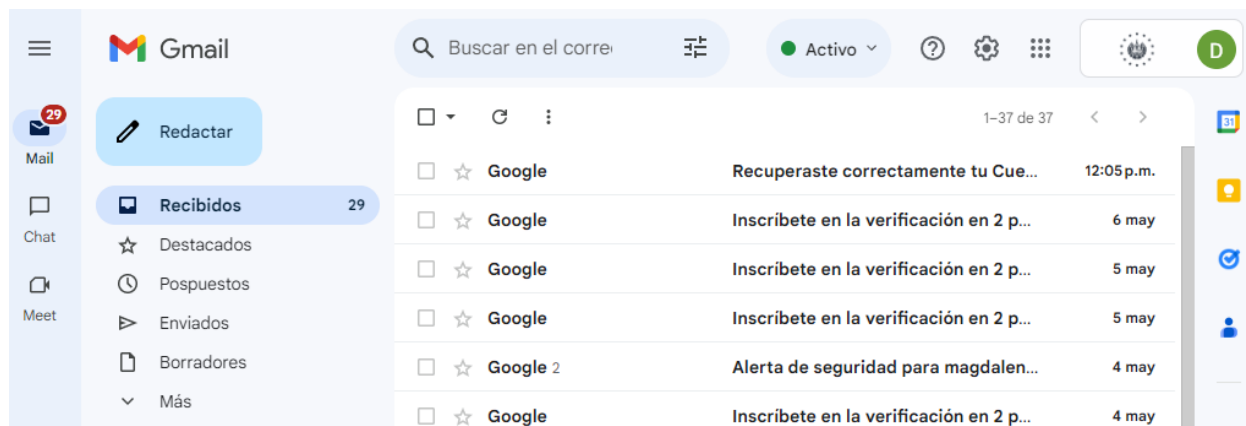 Gmail
Buscar en el corre
Activo
D
29
Mail
Chat
Meet
Redactar
Recibidos 29
Destacados
Pospuestos
Enviados
Borradores
Más
1–37 de 37
Google Recuperaste correctamente tu Cue... 12:05 p.m.
Google Inscríbete en la verificación en 2 p... 6 may
Google Inscríbete en la verificación en 2 p... 5 may
Google Inscríbete en la verificación en 2 p... 5 may
Google 2 Alerta de seguridad para magdalen... 4 may
Google Inscríbete en la verificación en 2 p... 4 may
31